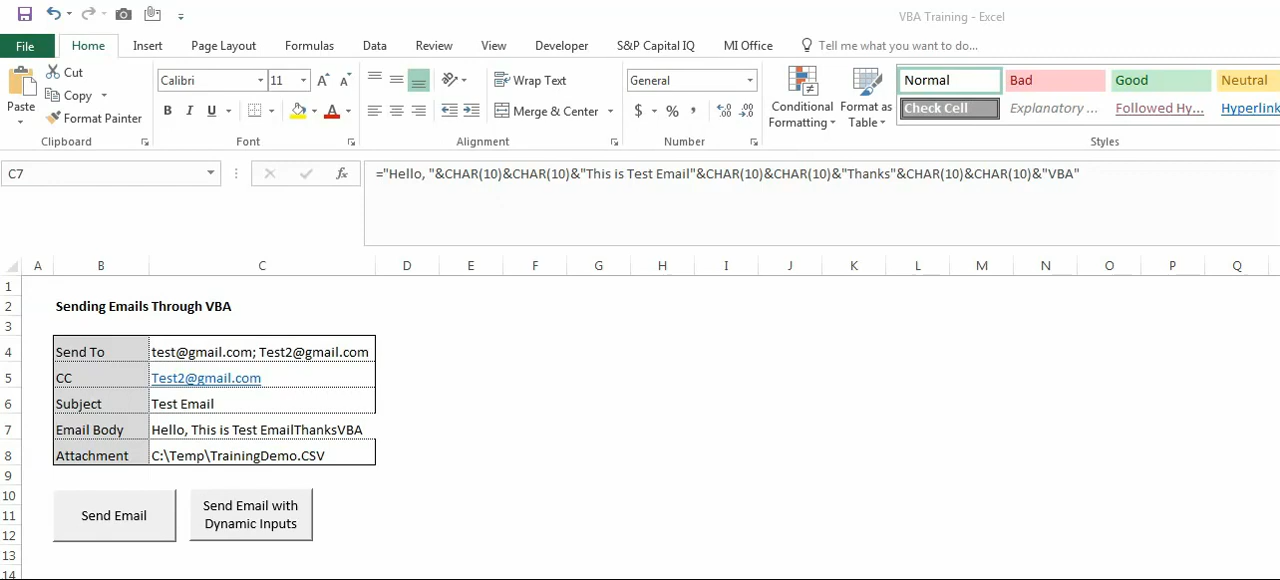 VBA Training - Excel
File Home Insert Page Layout Formulas Data Review View Developer S&P Capital IQ MI Office Tell me what you want to do...
Paste
Cut
Copy
Format Painter
Clipboard
Calibri 11
B I U
Font
Wrap Text
Merge & Center
Alignment
General
$ % ,
Number
Conditional
Formatting
Format as
Table
Normal Bad Good Neutral
Check Cell Explanatory ... Followed Hy... Hyperlink
Styles
C7 fx ="Hello, "&CHAR(10)&CHAR(10)&"This is Test Email"&CHAR(10)&CHAR(10)&"Thanks"&CHAR(10)&CHAR(10)&"VBA"
A B C D E F G H I J K L M N O P Q
1
2 Sending Emails Through VBA
3
4 Send To test@gmail.com; Test2@gmail.com
5 CC Test2@gmail.com
6 Subject Test Email
7 Email Body Hello, This is Test EmailThanksVBA
8 Attachment C:\Temp\TrainingDemo.CSV
9
10
11
12
13
14
Send Email
Send Email with
Dynamic Inputs